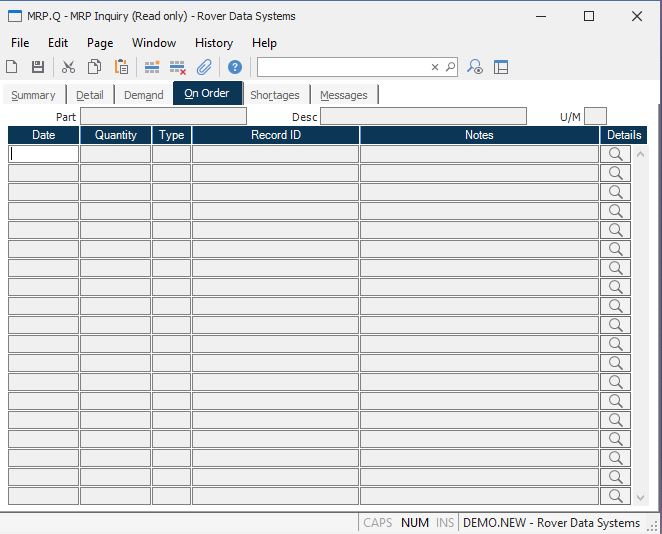 MRP.Q - MRP Inquiry (Read only) - Rover Data Systems
File Edit Page Window History Help
Summary Detail Demand On Order Shortages Messages
Part Desc U/M
Date Quantity Type Record ID Notes Details
CAPS NUM INS DEMO.NEW - Rover Data Systems